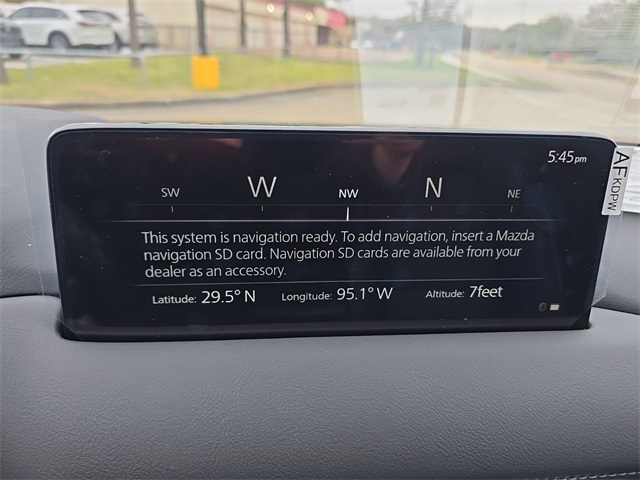 5:45pm
SW W NW N NE
This system is navigation ready. To add navigation, insert a Mazda
navigation SD card. Navigation SD cards are available from your
dealer as an accessory.
Latitude: 29.5° N Longitude: 95.1° W Altitude: 7feet
AFKDPW